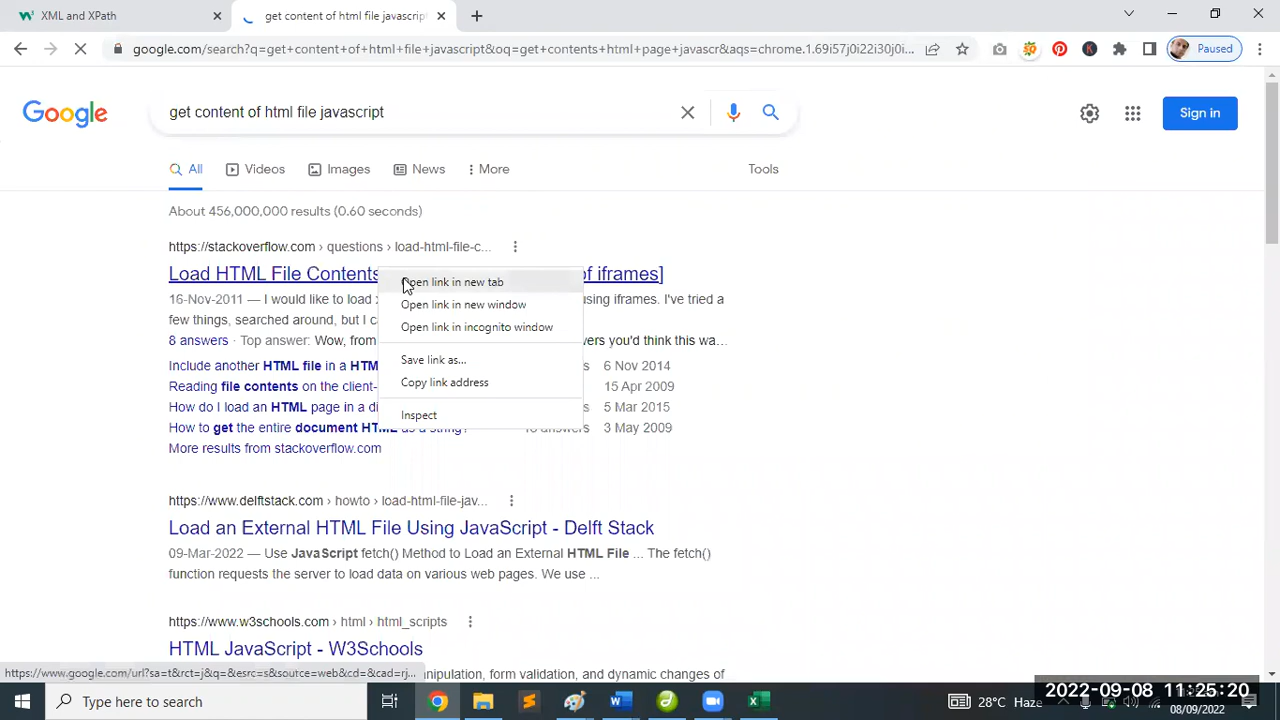 XML and XPath
get content of html file javascript
google.com/search?q=get+content+of+html+file+javascript&oq=get+contents+html+page+javascr&aqs=chrome.1.69i57j0i22i30j0i...
Paused
Google
get content of html file javascript
Sign in
All
Videos
Images
News
More
Tools
About 456,000,000 results (0.60 seconds)
https://stackoverflow.com › questions › load-html-file-c...
Load HTML File Contents
of iframes]
16-Nov-2011 — I would like to load
using iframes. I've tried a
few things, searched around, but I
8 answers · Top answer: Wow, from
ers you'd think this wa...
Include another HTML file in a HTM
6 Nov 2014
Reading file contents on the client-
15 Apr 2009
How do I load an HTML page in a di
5 Mar 2015
How to get the entire document HTML as a string?
answers
3 May 2009
More results from stackoverflow.com
Open link in new tab
Open link in new window
Open link in incognito window
Save link as...
Copy link address
Inspect
https://www.delftstack.com › howto › load-html-file-jav...
Load an External HTML File Using JavaScript - Delft Stack
09-Mar-2022 — Use JavaScript fetch() Method to Load an External HTML File ... The fetch()
function requests the server to load data on various web pages. We use ...
https://www.w3schools.com › html › html_scripts
HTML JavaScript - W3Schools
nipulation, form validation, and dynamic changes of
https://www.google.com/url?sa=t&rct=j&q=&esrc=s&source=web&cd=&cad=rj...
Type here to search
28°C Haze
2022-09-08 11:25:20
08/09/2022